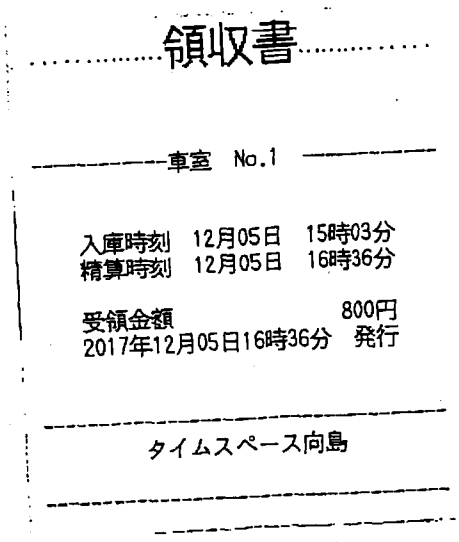 領収書
車室 No.1
入庫時刻 12月05日 15時03分
精算時刻 12月05日 16時36分
受領金額 800円
2017年12月05日16時36分 発行
タイムスペース向島